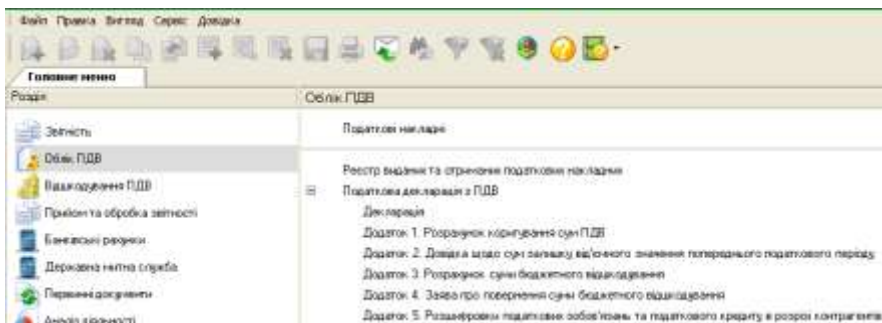 Файл Правка Вигляд Сервіс Довідка
Головне меню
Розділ
Облік ПДВ
Звітність
Податкові накладні
Облік ПДВ
Реєстр виданих та отриманих податкових накладних
Відшкодування ПДВ
Податкова декларація з ПДВ
Прийом та обробка звітності
Декларація
Додаток 1. Розрахунок коригування сум ПДВ
Банківські рахунки
Додаток 2. Довідка щодо сум залишку від'ємного значення попереднього податкового періоду
Державна митна служба
Додаток 3. Розрахунок суми бюджетного відшкодування
Первинні документи
Додаток 4. Заява про повернення суми бюджетного відшкодування
Аналіз діяльності
Додаток 5. Розшифровки податкових зобов'язань та податкового кредиту в розрізі контрагентів